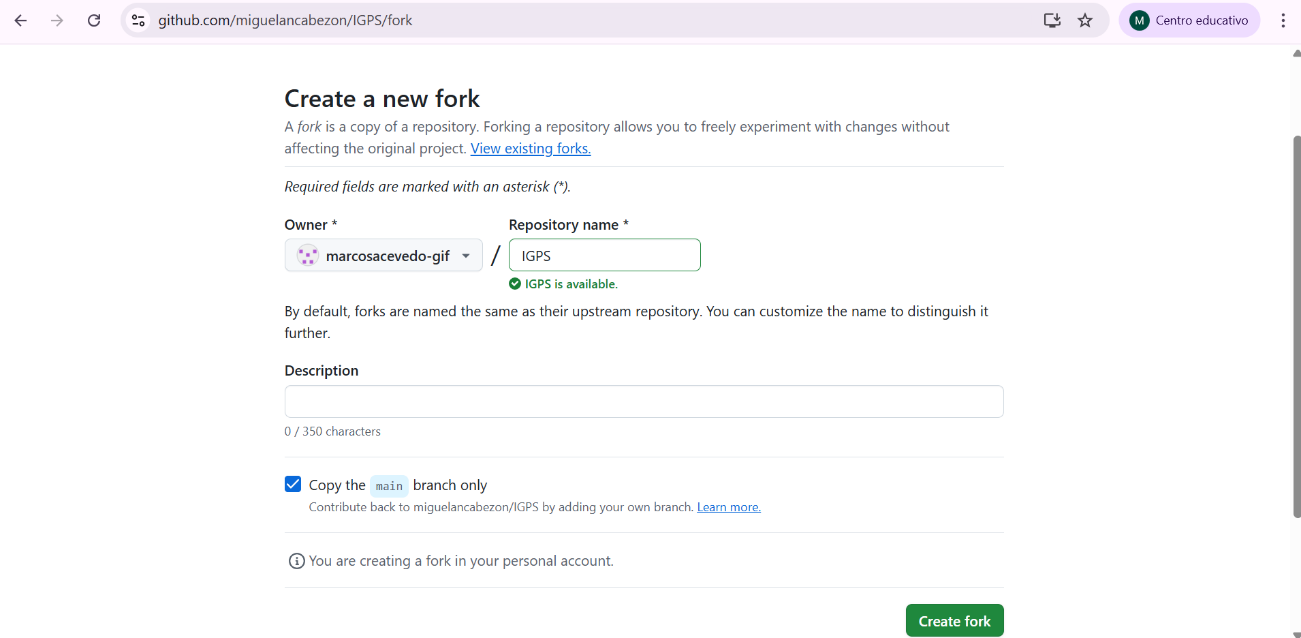 github.com/miguelancabezon/IGPS/fork
M Centro educativo
Create a new fork
A fork is a copy of a repository. Forking a repository allows you to freely experiment with changes without
affecting the original project. View existing forks.
Required fields are marked with an asterisk (*).
Owner * Repository name *
marcosacevedo-gif / IGPS
IGPS is available.
By default, forks are named the same as their upstream repository. You can customize the name to distinguish it
further.
Description
0 / 350 characters
Copy the main branch only
Contribute back to miguelancabezon/IGPS by adding your own branch. Learn more.
You are creating a fork in your personal account.
Create fork